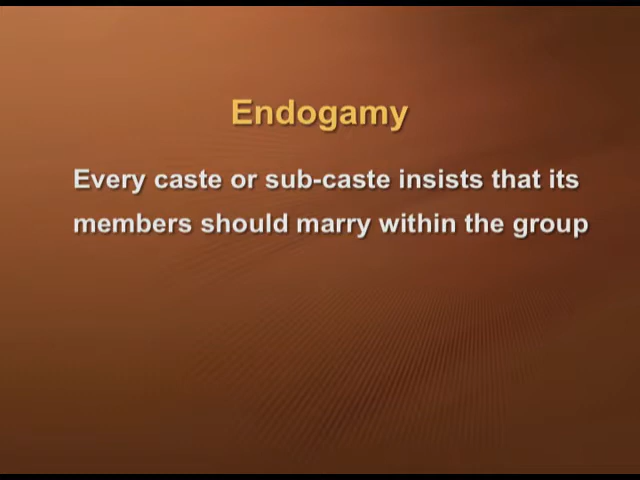 Endogamy
Every caste or sub-caste insists that its
members should marry within the group